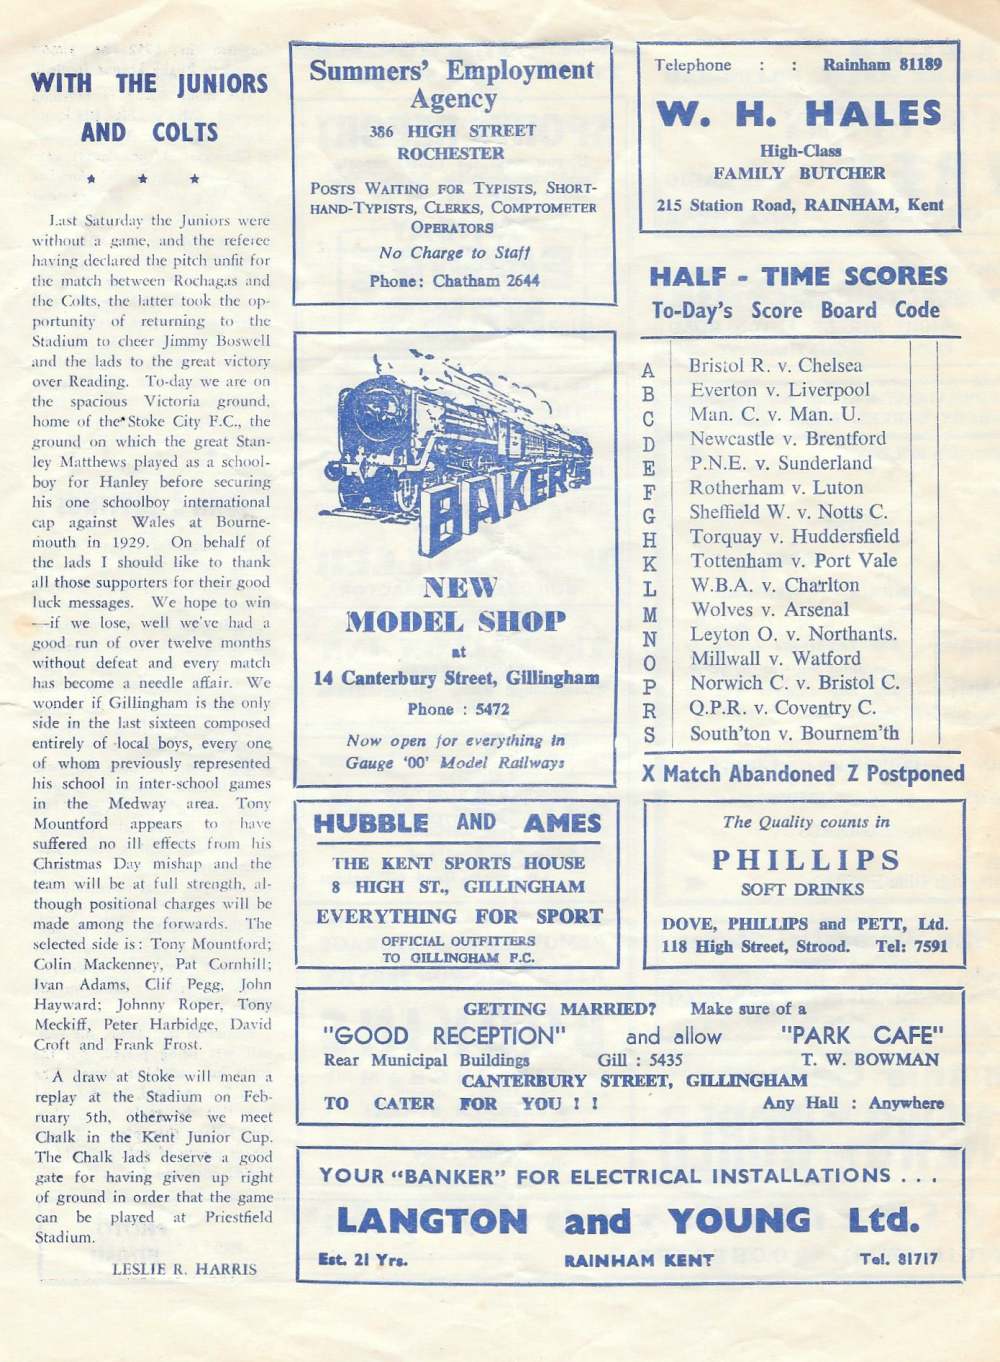 WITH THE JUNIORS
AND COLTS
★ ★ ★
Last Saturday the Juniors were
without a game, and the referee
having declared the pitch unfit for
the match between Rochagas and
the Colts, the latter took the op-
portunity of returning to the
Stadium to cheer Jimmy Boswell
and the lads to the great victory
over Reading. To-day we are on
the spacious Victoria ground,
home of the Stoke City F.C., the
ground on which the great Stan-
ley Matthews played as a school-
boy for Hanley before securing
his one schoolboy international
cap against Wales at Bourne-
mouth in 1929. On behalf of
the lads I should like to thank
all those supporters for their good
luck messages. We hope to win
—if we lose, well we've had a
good run of over twelve months
without defeat and every match
has become a needle affair. We
wonder if Gillingham is the only
side in the last sixteen composed
entirely of local boys, every one
of whom previously represented
his school in inter-school games
in the Medway area. Tony
Mountford appears to have
suffered no ill effects from his
Christmas Day mishap and the
team will be at full strength, al-
though positional charges will be
made among the forwards. The
selected side is: Tony Mountford;
Colin Mackenney, Pat Cornhill;
Ivan Adams, Clif Pegg, John
Hayward; Johnny Roper, Tony
Meckiff, Peter Harbidge, David
Croft and Frank Frost.
A draw at Stoke will mean a
replay at the Stadium on Feb-
ruary 5th, otherwise we meet
Chalk in the Kent Junior Cup.
The Chalk lads deserve a good
gate for having given up right
of ground in order that the game
can be played at Priestfield
Stadium.
LESLIE R. HARRIS
Summers' Employment
Agency
386 HIGH STREET
ROCHESTER
POSTS WAITING FOR TYPISTS, SHORT-
HAND-TYPISTS, CLERKS, COMPTOMETER
OPERATORS
No Charge to Staff
Phone: Chatham 2644
BAKER'S
NEW
MODEL SHOP
at
14 Canterbury Street, Gillingham
Phone : 5472
Now open for everything in
Gauge '00' Model Railways
HUBBLE AND AMES
THE KENT SPORTS HOUSE
8 HIGH ST., GILLINGHAM
EVERYTHING FOR SPORT
OFFICIAL OUTFITTERS
TO GILLINGHAM F.C.
Telephone : : Rainham 81189
W. H. HALES
High-Class
FAMILY BUTCHER
215 Station Road, RAINHAM, Kent
HALF - TIME SCORES
To-Day's Score Board Code
A Bristol R. v. Chelsea
B Everton v. Liverpool
C Man. C. v. Man. U.
D Newcastle v. Brentford
E P.N.E. v. Sunderland
F Rotherham v. Luton
G Sheffield W. v. Notts C.
H Torquay v. Huddersfield
K Tottenham v. Port Vale
L W.B.A. v. Charlton
M Wolves v. Arsenal
N Leyton O. v. Northants.
O Millwall v. Watford
P Norwich C. v. Bristol C.
R Q.P.R. v. Coventry C.
S South'ton v. Bournem'th
X Match Abandoned Z Postponed
The Quality counts in
PHILLIPS
SOFT DRINKS
DOVE, PHILLIPS and PETT, Ltd.
118 High Street, Strood. Tel: 7591
GETTING MARRIED? Make sure of a
"GOOD RECEPTION" and allow "PARK CAFE"
Rear Municipal Buildings Gill : 5435 T. W. BOWMAN
CANTERBURY STREET, GILLINGHAM
TO CATER FOR YOU ! ! Any Hall : Anywhere
YOUR "BANKER" FOR ELECTRICAL INSTALLATIONS . . .
LANGTON and YOUNG Ltd.
Est. 21 Yrs. RAINHAM KENT Tel. 81717